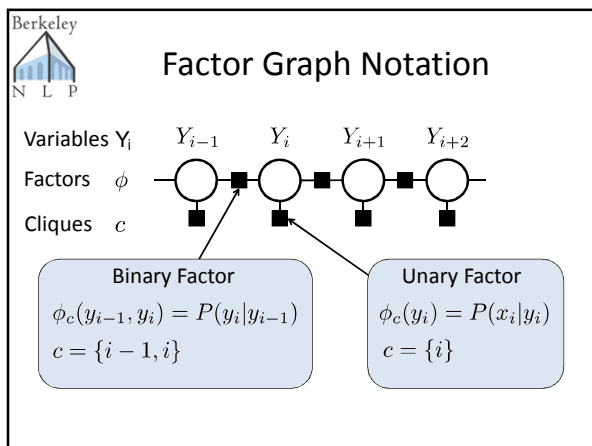 Berkeley
N L P
Factor Graph Notation
Variables Yᵢ
Y_{i-1} Y_i Y_{i+1} Y_{i+2}
Factors ϕ
Cliques c
Binary Factor
ϕ_c(y_{i-1}, y_i) = P(y_i|y_{i-1})
c = {i − 1, i}
Unary Factor
ϕ_c(y_i) = P(x_i|y_i)
c = {i}